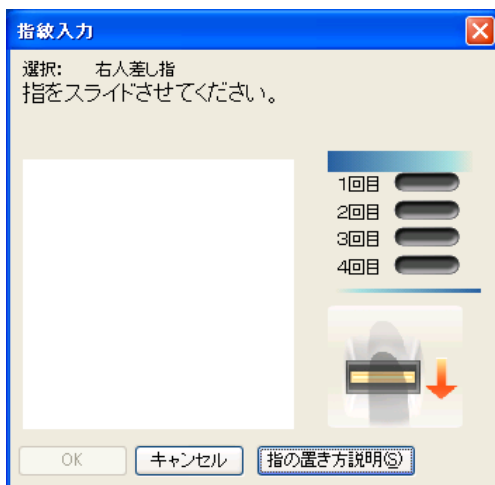 指紋入力
選択: 右人差し指
指をスライドさせてください。
1回目
2回目
3回目
4回目
OK キャンセル 指の置き方説明(S)